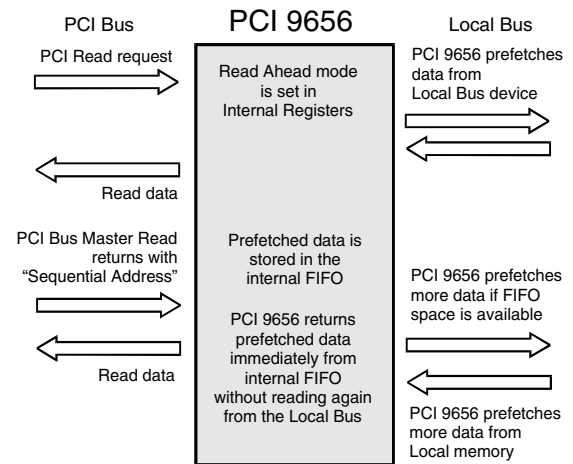 PCI Bus
PCI 9656
Local Bus
PCI Read request
Read Ahead mode
is set in
Internal Registers
PCI 9656 prefetches
data from
Local Bus device
Read data
PCI Bus Master Read
returns with
“Sequential Address”
Prefetched data is
stored in the
internal FIFO
PCI 9656 prefetches
more data if FIFO
space is available
PCI 9656 returns
prefetched data
immediately from
internal FIFO
without reading again
from the Local Bus
Read data
PCI 9656 prefetches
more data from
Local memory